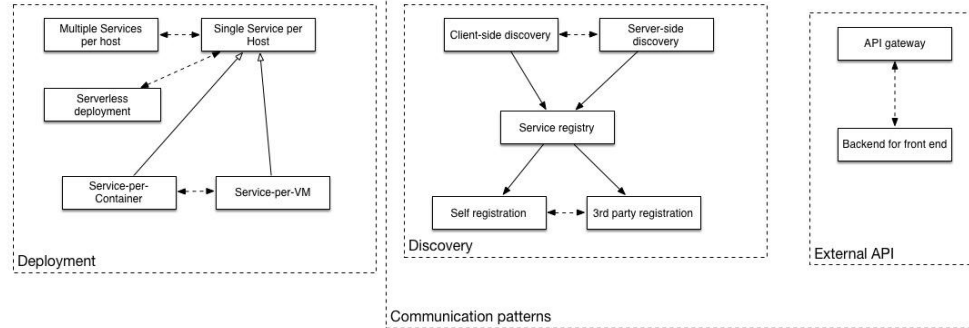 Multiple Services
per host
Single Service per
Host
Serverless
deployment
Service-per-
Container
Service-per-VM
Deployment
Client-side discovery
Server-side
discovery
Service registry
Self registration
3rd party registration
Discovery
API gateway
Backend for front end
External API
Communication patterns